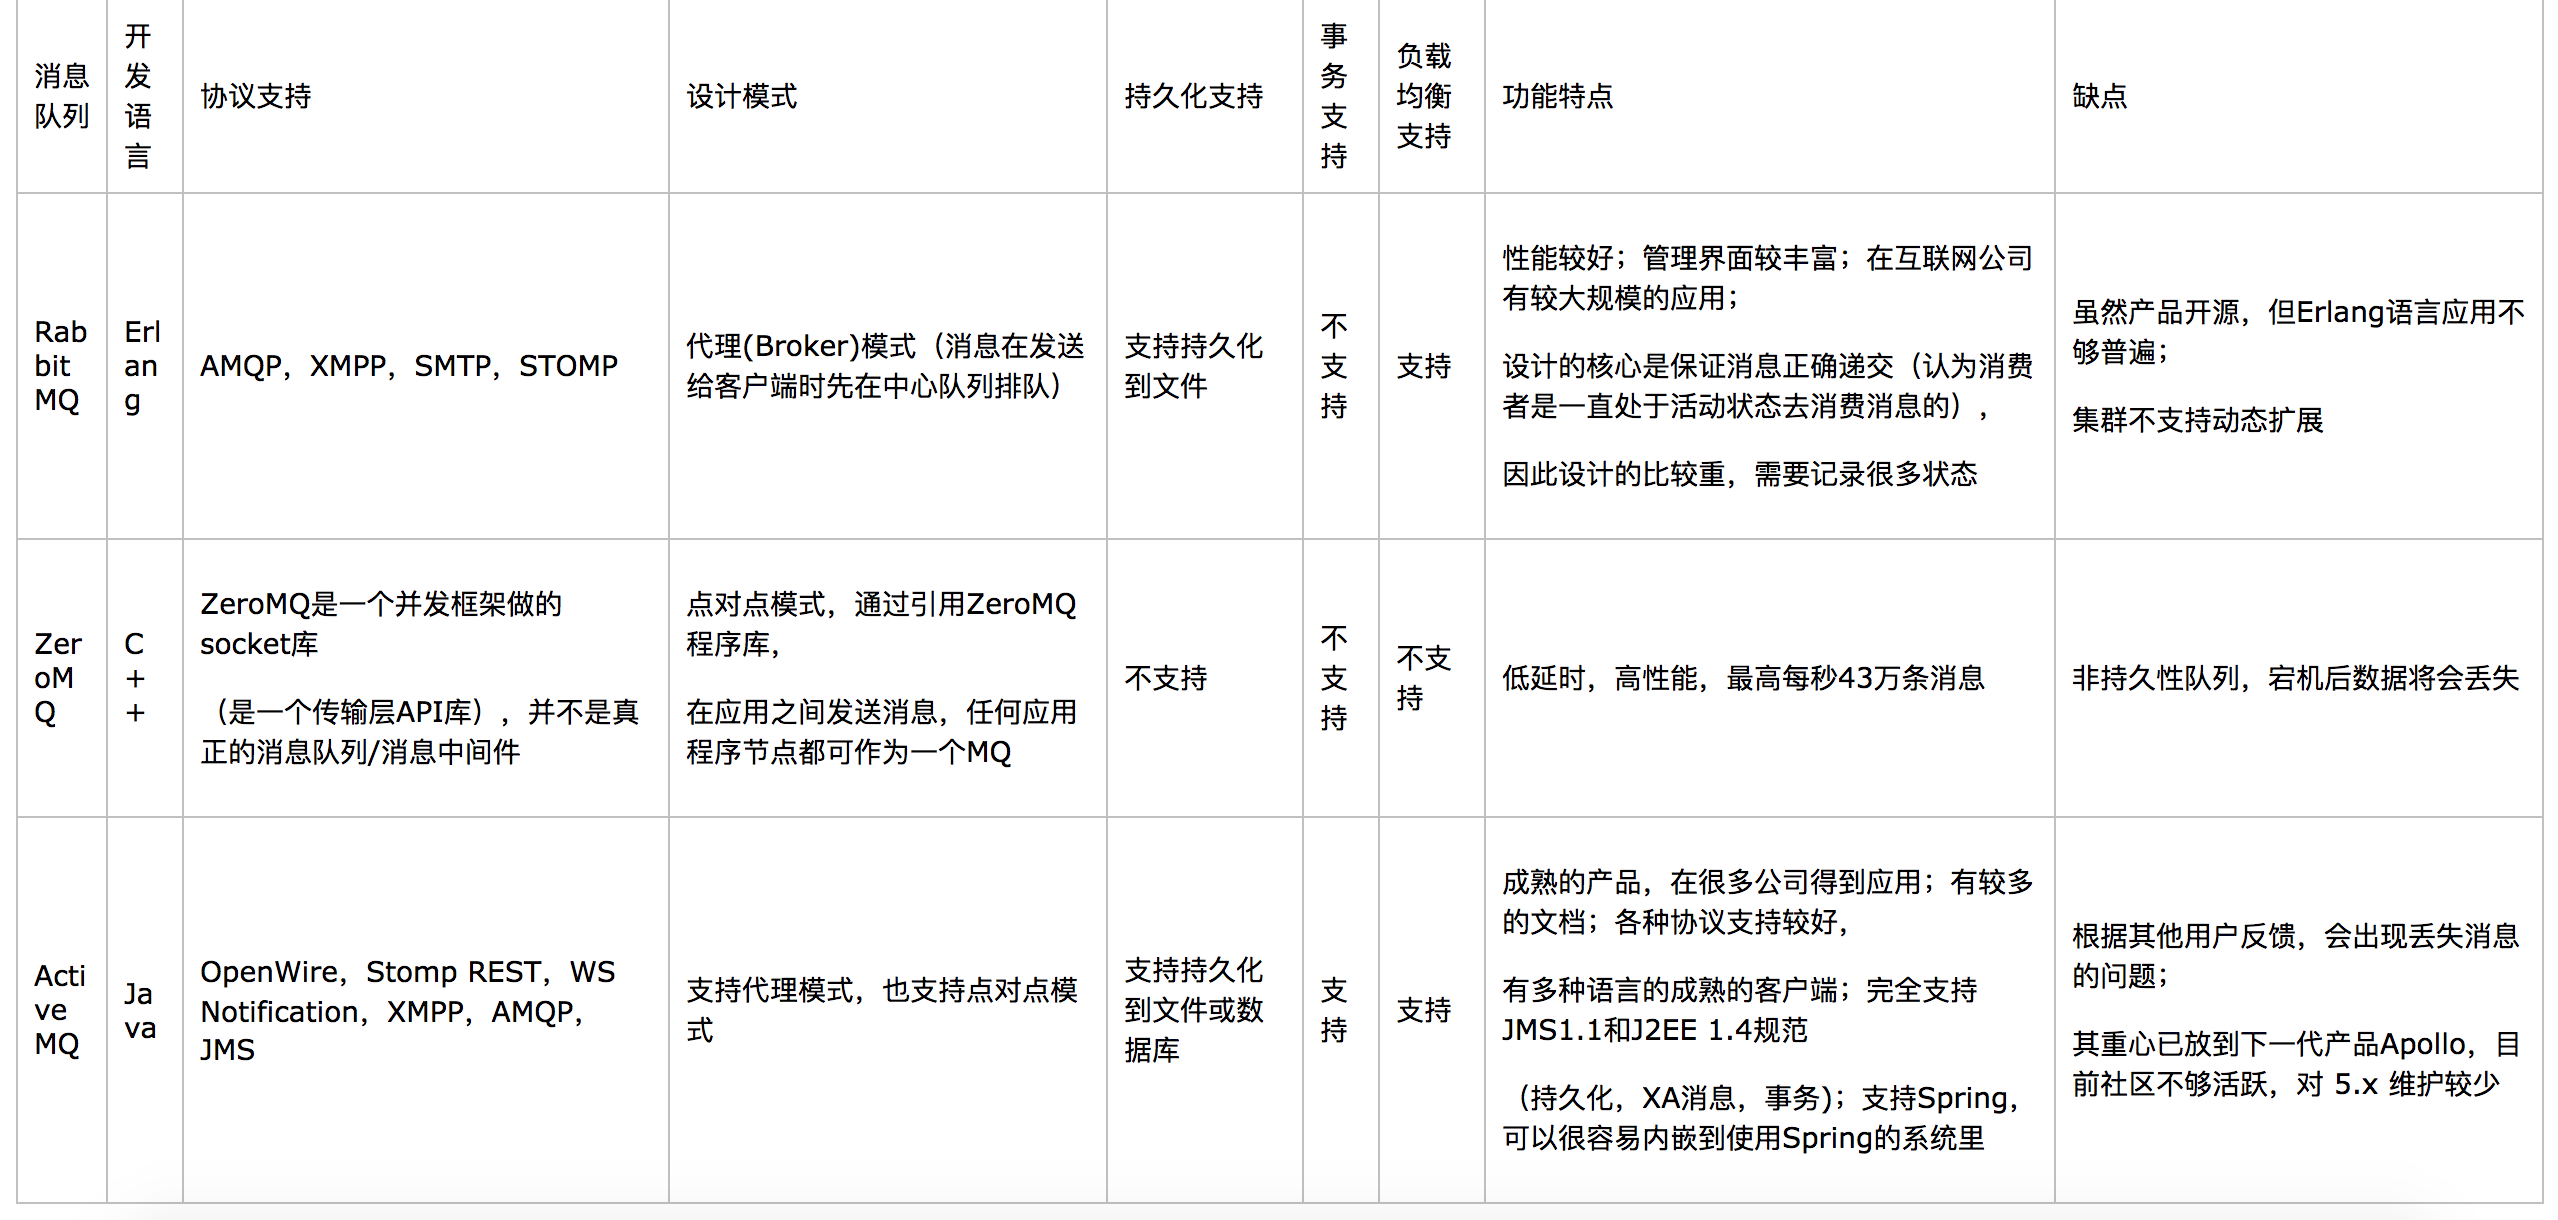 消息
队列
开
发
语
言
协议支持
设计模式
持久化支持
事
务
支
持
负载
均衡
支持
功能特点
缺点
Rab
bit
MQ
Erl
an
g
AMQP，XMPP，SMTP，STOMP
代理(Broker)模式（消息在发送
给客户端时先在中心队列排队）
支持持久化
到文件
不
支
持
支持
性能较好；管理界面较丰富；在互联网公司
有较大规模的应用；
设计的核心是保证消息正确递交（认为消费
者是一直处于活动状态去消费消息的），
因此设计的比较重，需要记录很多状态
虽然产品开源，但Erlang语言应用不
够普遍；
集群不支持动态扩展
Zer
oM
Q
C
+
+
ZeroMQ是一个并发框架做的
socket库
（是一个传输层API库），并不是真
正的消息队列/消息中间件
点对点模式，通过引用ZeroMQ
程序库，
在应用之间发送消息，任何应用
程序节点都可作为一个MQ
不支持
不
支
持
不支
持
低延时，高性能，最高每秒43万条消息
非持久性队列，宕机后数据将会丢失
Acti
ve
MQ
Ja
va
OpenWire，Stomp REST，WS
Notification，XMPP，AMQP，
JMS
支持代理模式，也支持点对点模
式
支持持久化
到文件或数
据库
支
持
支持
成熟的产品，在很多公司得到应用；有较多
的文档；各种协议支持较好，
有多种语言的成熟的客户端；完全支持
JMS1.1和J2EE 1.4规范
（持久化，XA消息，事务)；支持Spring，
可以很容易内嵌到使用Spring的系统里
根据其他用户反馈，会出现丢失消息
的问题；
其重心已放到下一代产品Apollo，目
前社区不够活跃，对 5.x 维护较少